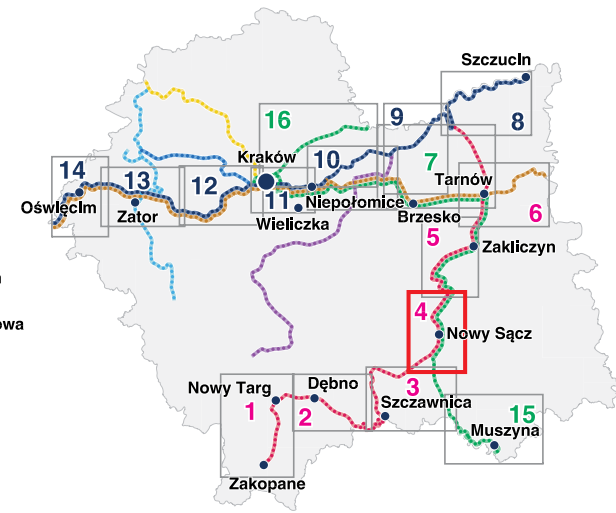 Szczucin
16
9
8
Kraków
10
7
14
13
12
Tarnów
11
Oświęcim
Zator
Niepołomice
Brzesko
6
Wieliczka
5
Zakliczyn
owa
4
Nowy Sącz
3
Nowy Targ
Dębno
1
2
Szczawnica
15
Muszyna
Zakopane